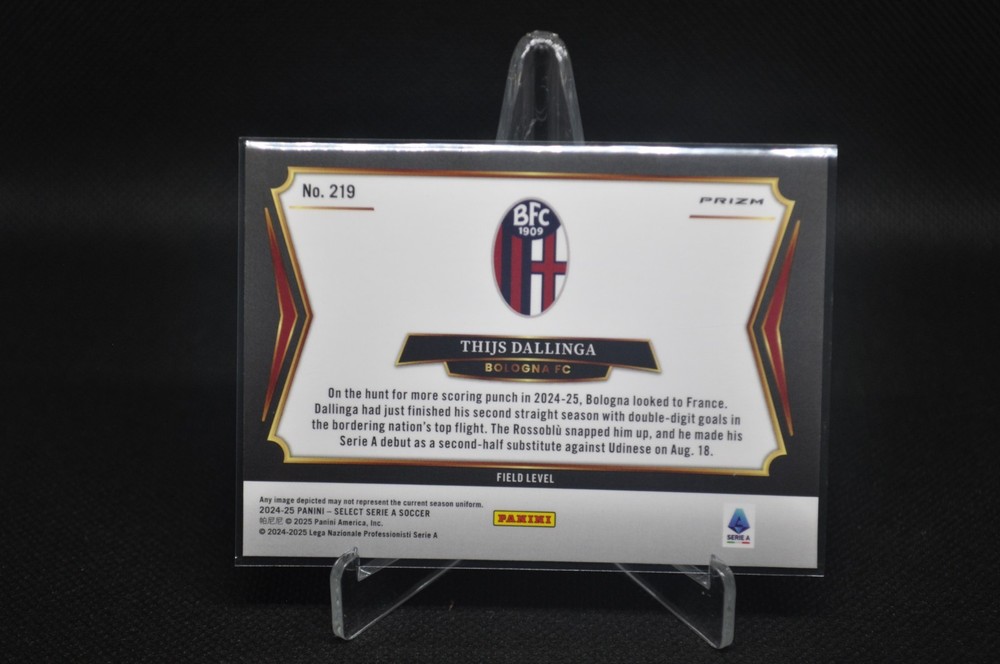 No. 219
PRIZM
BFC
1909
THIJS DALLINGA
BOLOGNA FC
On the hunt for more scoring punch in 2024-25, Bologna looked to France.
Dallinga had just finished his second straight season with double-digit goals in
the bordering nation's top flight. The Rossoblù snapped him up, and he made his
Serie A debut as a second-half substitute against Udinese on Aug. 18.
FIELD LEVEL
Any image depicted may not represent the current season uniform.
2024-25 PANINI – SELECT SERIE A SOCCER
帕尼尼 © 2025 Panini America, Inc.
© 2024-2025 Lega Nazionale Professionisti Serie A
PANINI
SERIE A